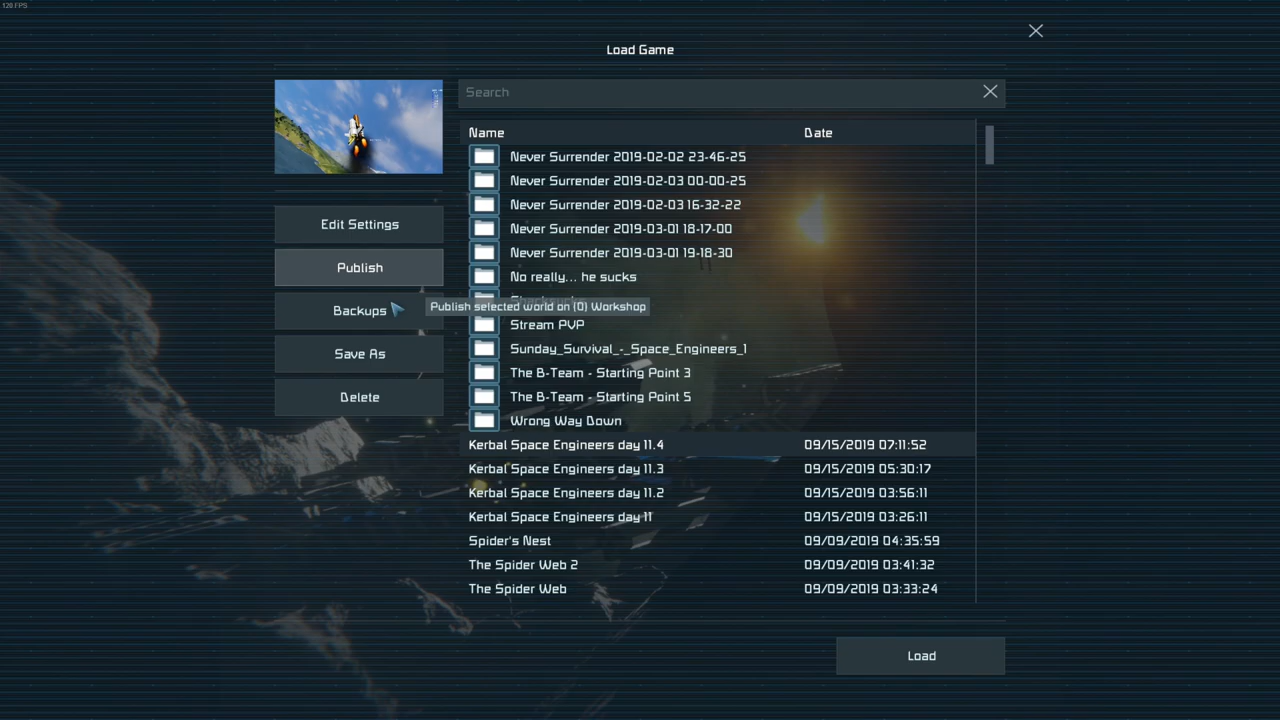 120 FPS
Load Game
Search
Name Date
Never Surrender 2019-02-02 23-46-25
Never Surrender 2019-02-03 00-00-25
Never Surrender 2019-02-03 16-32-22
Never Surrender 2019-03-01 18-17-00
Never Surrender 2019-03-01 19-18-30
No really... he sucks
Stream PVP
Sunday_Survival_-_Space_Engineers_1
The B-Team - Starting Point 3
The B-Team - Starting Point 5
Wrong Way Down
Kerbal Space Engineers day 11.4 09/15/2019 07:11:52
Kerbal Space Engineers day 11.3 09/15/2019 05:30:17
Kerbal Space Engineers day 11.2 09/15/2019 03:56:11
Kerbal Space Engineers day 11 09/15/2019 03:26:11
Spider's Nest 09/09/2019 04:35:59
The Spider Web 2 09/09/2019 03:41:32
The Spider Web 09/09/2019 03:33:24
Edit Settings
Publish
Publish selected world on (0) Workshop
Backups
Save As
Delete
Load